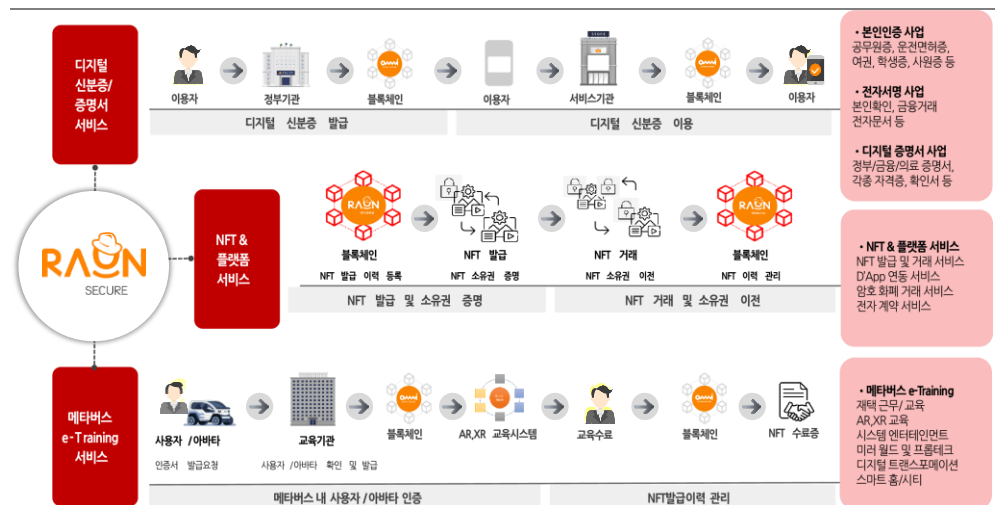 디지털
신분증/
증명서
서비스
이용자
정부기관
블록체인
이용자
서비스기관
블록체인
이용자
디지털 신분증 발급
디지털 신분증 이용
• 본인인증 사업
공무원증, 운전면허증,
여권, 학생증, 사원증 등
• 전자서명 사업
본인확인, 금융거래
전자문서 등
• 디지털 증명서 사업
정부/금융/의료 증명서,
각종 자격증, 확인서 등
RAON
SECURE
NFT &
플랫폼
서비스
RAON
블록체인
NFT 발급 이력 등록
NFT 발급
NFT 소유권 증명
NFT 거래
NFT 소유권 이전
RAON
블록체인
NFT 이력 관리
NFT 발급 및 소유권 증명
NFT 거래 및 소유권 이전
• NFT & 플랫폼 서비스
NFT 발급 및 거래 서비스
D'App 연동 서비스
암호 화폐 거래 서비스
전자 계약 서비스
메타버스
e-Training
서비스
사용자 /아바타
인증서 발급요청
교육기관
사용자 /아바타 확인 및 발급
블록체인
AR,XR 교육시스템
교육수료
블록체인
NFT 수료증
메타버스 내 사용자 /아바타 인증
NFT발급이력 관리
• 메타버스 e-Training
재택 근무/ 교육
AR,XR 교육
시스템 엔터테인먼트
미러 월드 및 프롭테크
디지털 트랜스포메이션
스마트 홈/시티